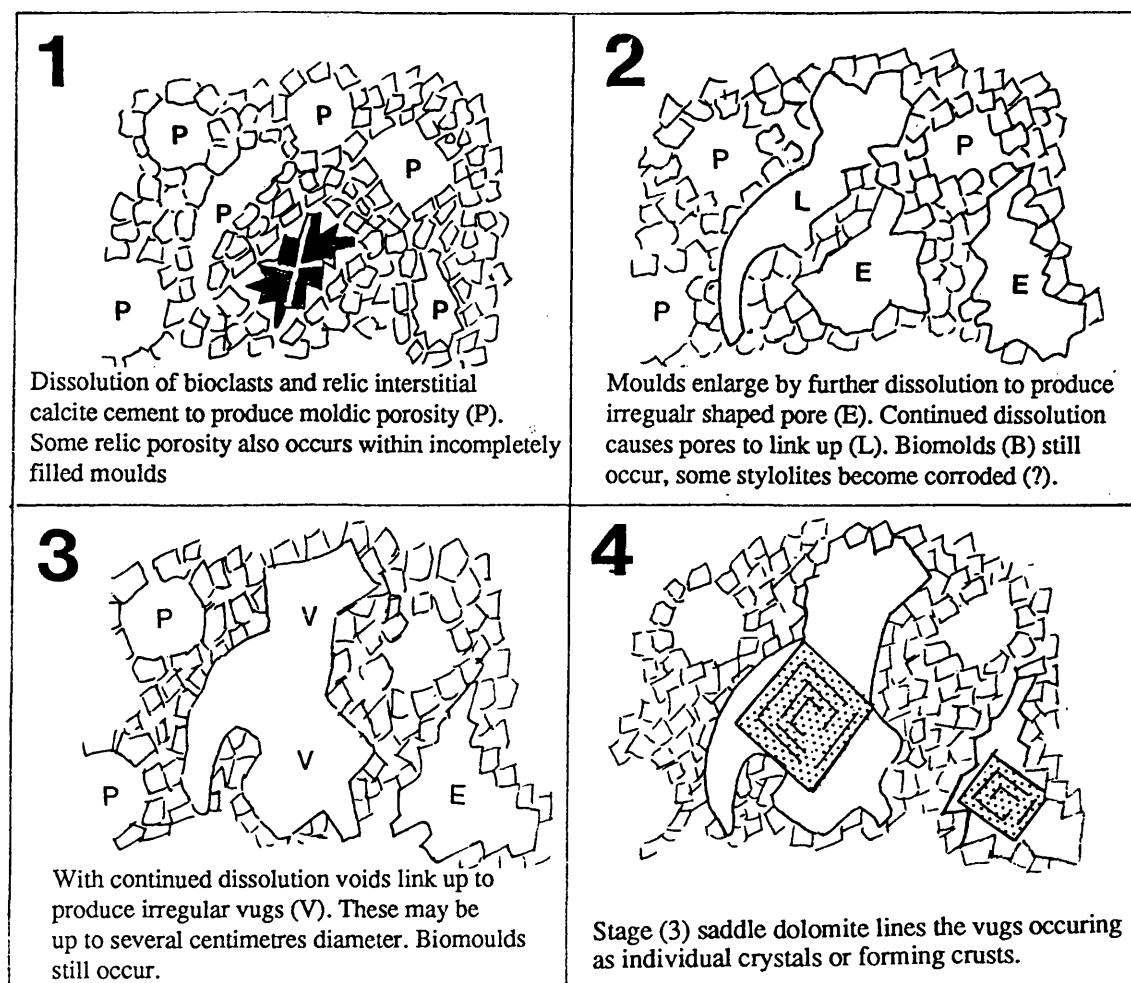 1
P
P
P
P
P
P
Dissolution of bioclasts and relic interstitial
calcite cement to produce moldic porosity (P).
Some relic porosity also occurs within incompletely
filled moulds
2
P
P
L
E
E
P
Moulds enlarge by further dissolution to produce
irregualr shaped pore (E). Continued dissolution
causes pores to link up (L). Biomolds (B) still
occur, some stylolites become corroded (?).
3
P
V
V
P
E
With continued dissolution voids link up to
produce irregular vugs (V). These may be
up to several centimetres diameter. Biomoulds
still occur.
4
Stage (3) saddle dolomite lines the vugs occuring
as individual crystals or forming crusts.